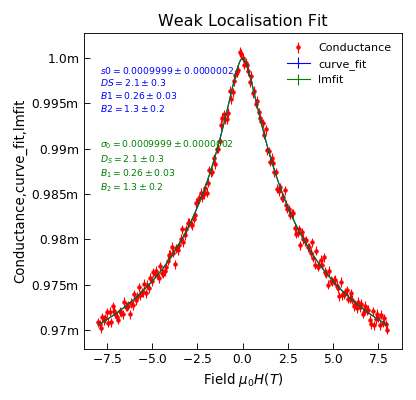 Weak Localisation Fit
s0 = 0.0009999 ± 0.0000002
DS = 2.1 ± 0.3
B1 = 0.26 ± 0.03
B2 = 1.3 ± 0.2
σ₀ = 0.0009999 ± 0.0000002
D_S = 2.1 ± 0.3
B₁ = 0.26 ± 0.03
B₂ = 1.3 ± 0.2
Conductance
curve_fit
lmfit
Conductance,curve_fit,lmfit
1.0m
0.995m
0.99m
0.985m
0.98m
0.975m
0.97m
−7.5 −5.0 −2.5 0.0 2.5 5.0 7.5
Field μ₀H(T)